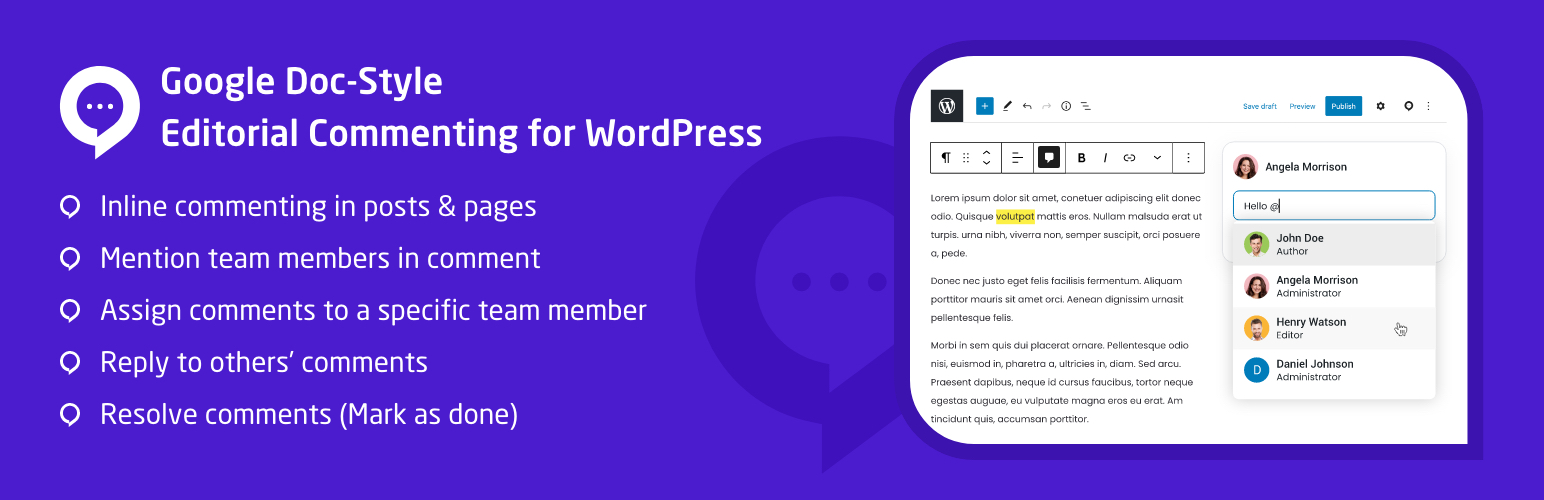 Google Doc-Style
Editorial Commenting for WordPress
Inline commenting in posts & pages
Mention team members in comment
Assign comments to a specific team member
Reply to others’ comments
Resolve comments (Mark as done)
Save draft
Preview
Publish
B I
Lorem ipsum dolor sit amet, conetuer adipiscing elit donec
odio. Quisque volutpat mattis eros. Nullam malsuda erat ut
turpis. urna nibh, viverra non, semper suscipit, orci posuere
a, pede.
Donec nec justo eget felis facilisis fermentum. Aliquam
porttitor mauris sit amet orci. Aenean dignissim urnasit
pellentesque felis.
Morbi in sem quis dui placerat ornare. Pellentesque odio
nisi, euismod in, pharetra a, ultricies in, diam. Sed arcu.
Praesent dapibus, neque id cursus faucibus, tortor neque
egestas auguae, eu vulputate magna eros eu erat. Am
tincidunt quis, accumsan porttitor.
Angela Morrison
Hello @
John Doe
Author
Angela Morrison
Administrator
Henry Watson
Editor
D
Daniel Johnson
Administrator